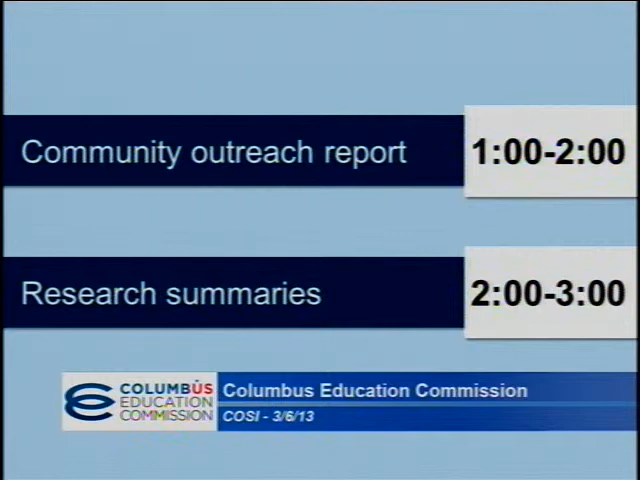 Community outreach report 1:00-2:00
Research summaries 2:00-3:00
COLUMBUS
EDUCATION
COMMISSION
Columbus Education Commission
COSI - 3/6/13